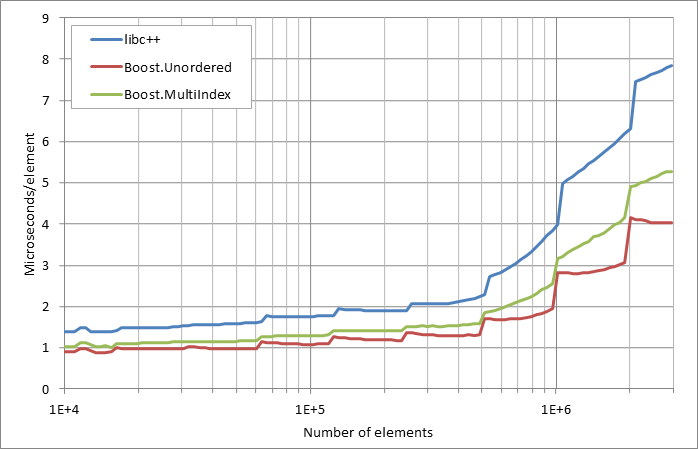 9
8
7
6
5
4
3
2
1
0
Microseconds/element
libc++
Boost.Unordered
Boost.MultiIndex
1E+4
1E+5
1E+6
Number of elements